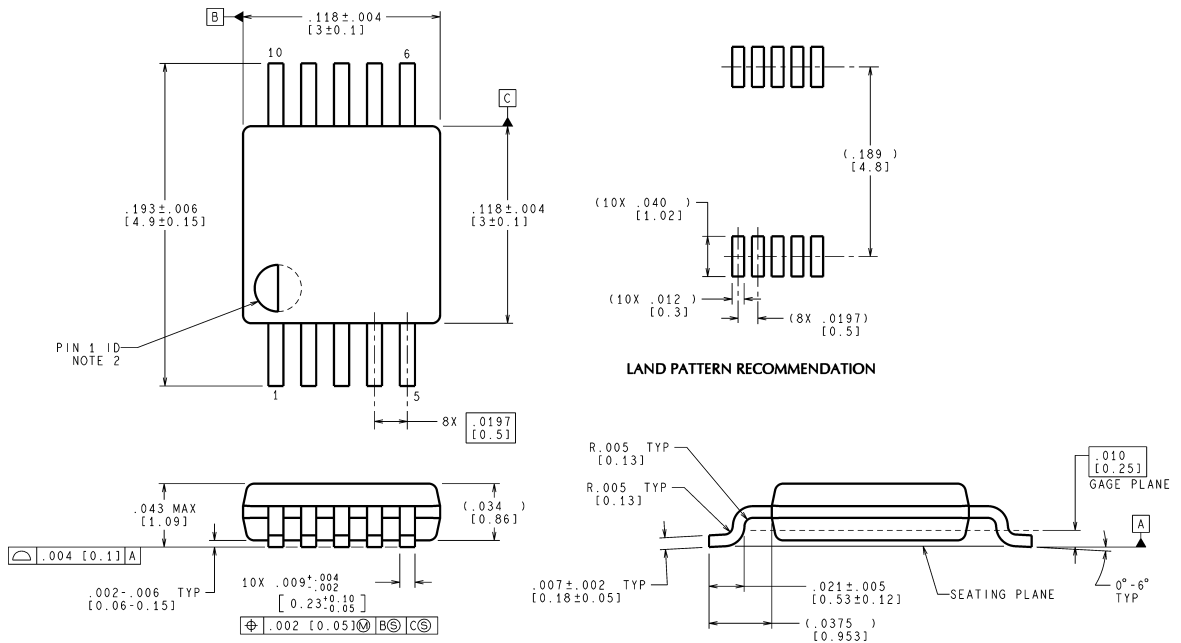 B
.118±.004
[3±0.1]
10
6
C
.193±.006
[4.9±0.15]
.118±.004
[3±0.1]
PIN 1 ID
NOTE 2
1
5
8X .0197
[0.5]
(.189 )
[4.8]
(10X .040 )
[1.02]
(10X .012 )
[0.3]
(8X .0197)
[0.5]
LAND PATTERN RECOMMENDATION
.043 MAX
[1.09]
(.034 )
[0.86]
⌓ .004 [0.1] A
.002-.006 TYP
[0.06-0.15]
10X .009+.004
-.002
[ 0.23+0.10
-0.05 ]
⌖ .002 [0.05]Ⓜ BⓈ CⓈ
R.005 TYP
[0.13]
R.005 TYP
[0.13]
.010
[0.25]
GAGE PLANE
A
.007±.002 TYP
[0.18±0.05]
.021±.005
[0.53±0.12]
SEATING PLANE
0°-6°
TYP
(.0375 )
[0.953]